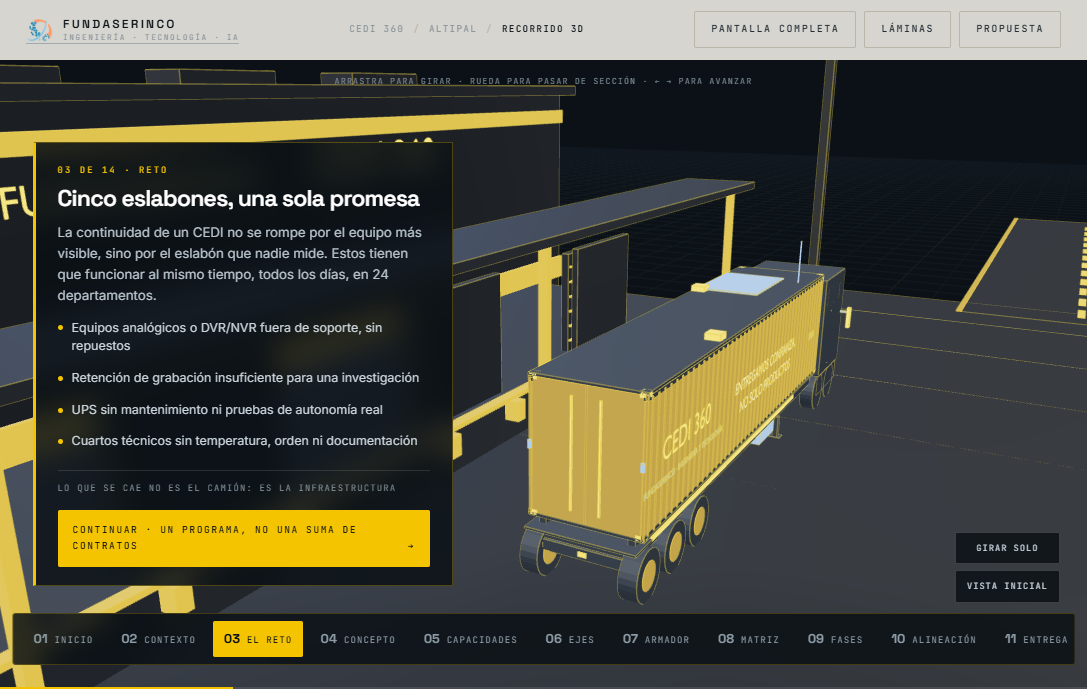 FUNDASERINCO
INGENIERÍA · TECNOLOGÍA · IA
CEDI 360 / ALTIPAL / RECORRIDO 3D
PANTALLA COMPLETA
LÁMINAS
PROPUESTA
ARRASTRA PARA GIRAR · RUEDA PARA PASAR DE SECCIÓN · ← → PARA AVANZAR
FU
03 DE 14 · RETO
Cinco eslabones, una sola promesa
La continuidad de un CEDI no se rompe por el equipo más
visible, sino por el eslabón que nadie mide. Estos tienen
que funcionar al mismo tiempo, todos los días, en 24
departamentos.
• Equipos analógicos o DVR/NVR fuera de soporte, sin
repuestos
• Retención de grabación insuficiente para una investigación
• UPS sin mantenimiento ni pruebas de autonomía real
• Cuartos técnicos sin temperatura, orden ni documentación
LO QUE SE CAE NO ES EL CAMIÓN: ES LA INFRAESTRUCTURA
CONTINUAR · UN PROGRAMA, NO UNA SUMA DE
CONTRATOS →
ENTREGAMOS CONFIANZA,
NO SOLO PRODUCTOS
CEDI 360
GIRAR SOLO
VISTA INICIAL
01 INICIO
02 CONTEXTO
03 EL RETO
04 CONCEPTO
05 CAPACIDADES
06 EJES
07 ARMADOR
08 MATRIZ
09 FASES
10 ALINEACIÓN
11 ENTREGA